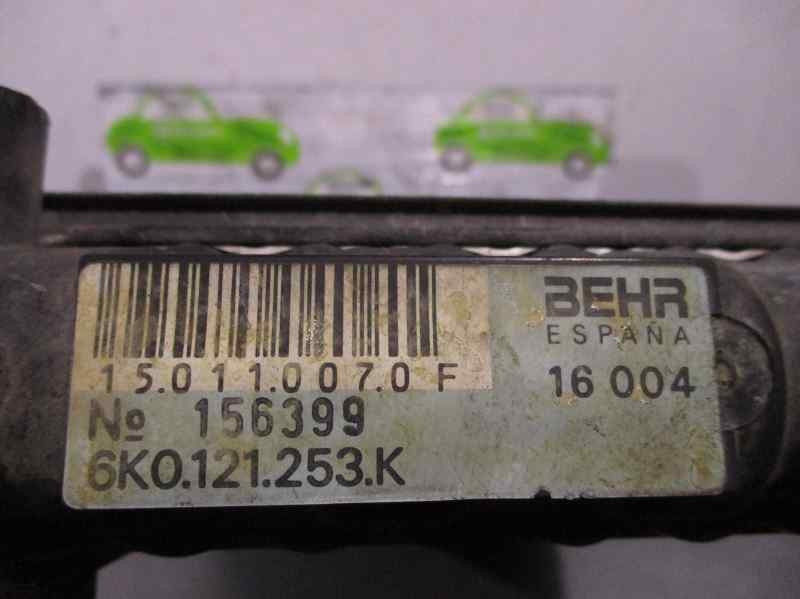 BEHR
ESPAÑA
15.011.007.0 F
16 004
Nº 156399
6K0.121.253.K